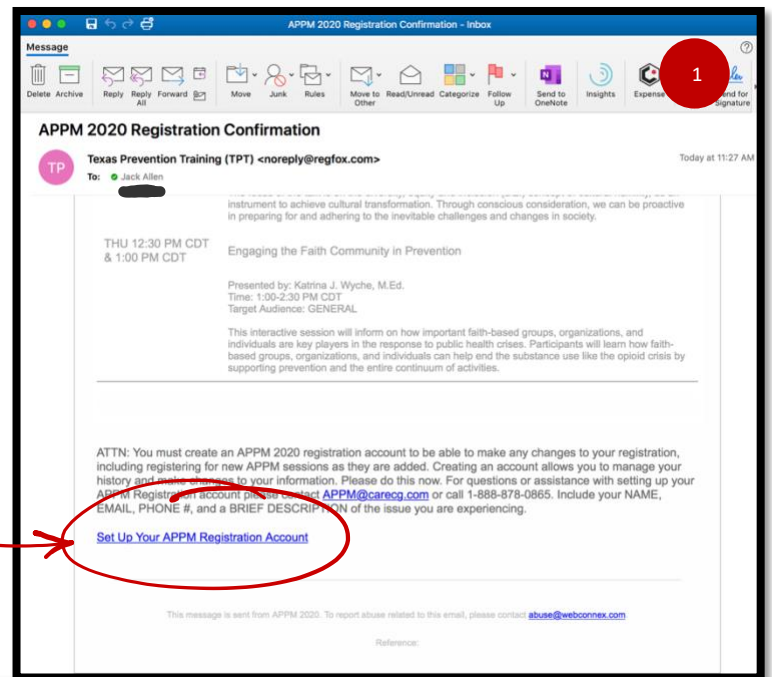 APPM 2020 Registration Confirmation - Inbox
Message
Delete Archive Reply Reply All Forward Move Junk Rules Move to Other Read/Unread Categorize Follow Up Send to OneNote Insights Expense Signature
1
APPM 2020 Registration Confirmation
TP
Texas Prevention Training (TPT) <noreply@regfox.com>
Today at 11:27 AM
To: Jack Allen
instrument to achieve cultural transformation. Through conscious consideration, we can be proactive
in preparing for and adhering to the inevitable challenges and changes in society.
THU 12:30 PM CDT
& 1:00 PM CDT
Engaging the Faith Community in Prevention
Presented by: Katrina J. Wyche, M.Ed.
Time: 1:00-2:30 PM CDT
Target Audience: GENERAL
This interactive session will inform on how important faith-based groups, organizations, and
individuals are key players in the response to public health crises. Participants will learn how faith-
based groups, organizations, and individuals can help end the substance use like the opioid crisis by
supporting prevention and the entire continuum of activities.
ATTN: You must create an APPM 2020 registration account to be able to make any changes to your registration,
including registering for new APPM sessions as they are added. Creating an account allows you to manage your
history and make changes to your information. Please do this now. For questions or assistance with setting up your
APPM Registration account please contact APPM@carecg.com or call 1-888-878-0865. Include your NAME,
EMAIL, PHONE #, and a BRIEF DESCRIPTION of the issue you are experiencing.
Set Up Your APPM Registration Account
This message is sent from APPM 2020. To report abuse related to this email, please contact abuse@webconnex.com
Reference: